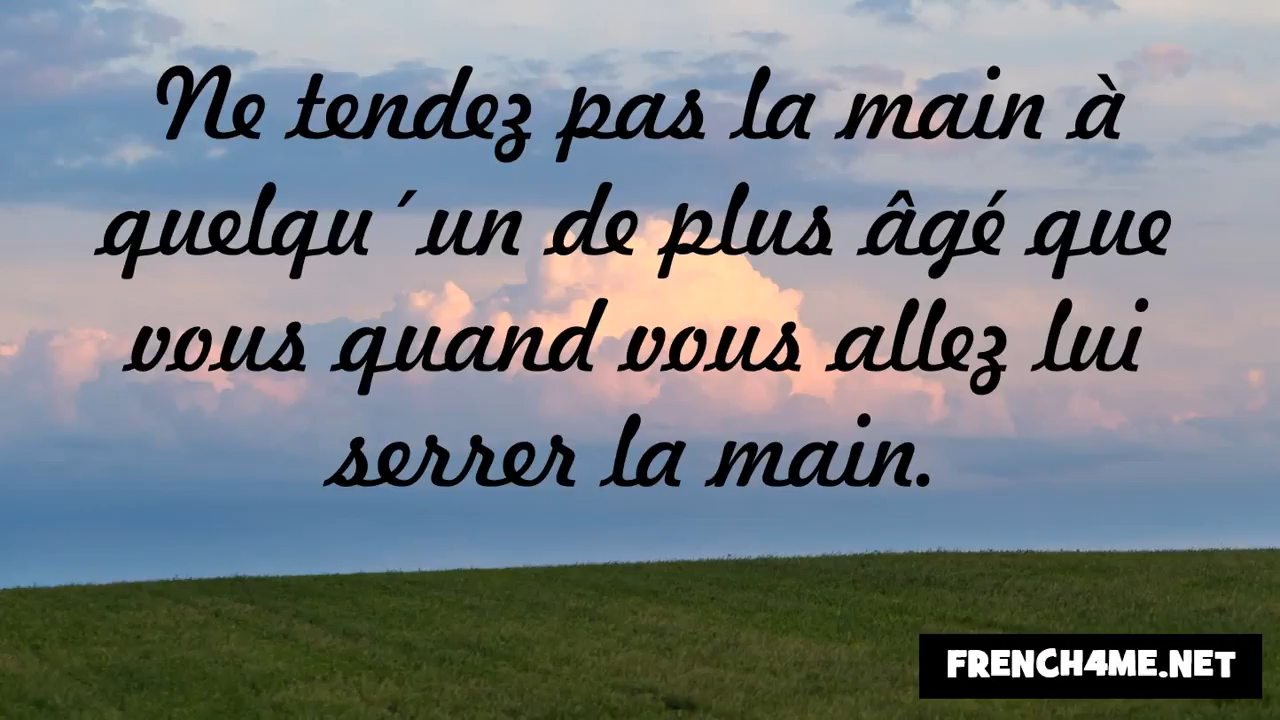 Ne tendez pas la main à
quelqu´un de plus âgé que
vous quand vous allez lui
serrer la main.
FRENCH4ME.NET